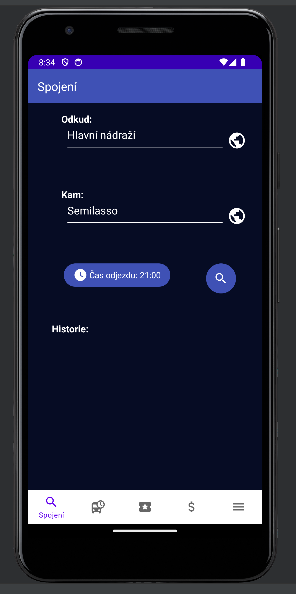 8:34
Spojení
Odkud:
Hlavní nádraží
Kam:
Semilasso
Čas odjezdu: 21:00
Historie:
Spojení